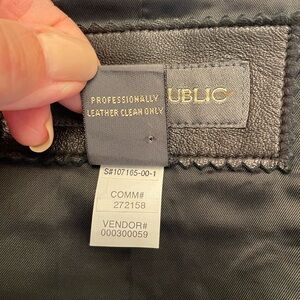 PROFESSIONALLY
LEATHER CLEAN ONLY
UBLIC
S#107165-00-1
COMM#
272158
VENDOR#
000300059